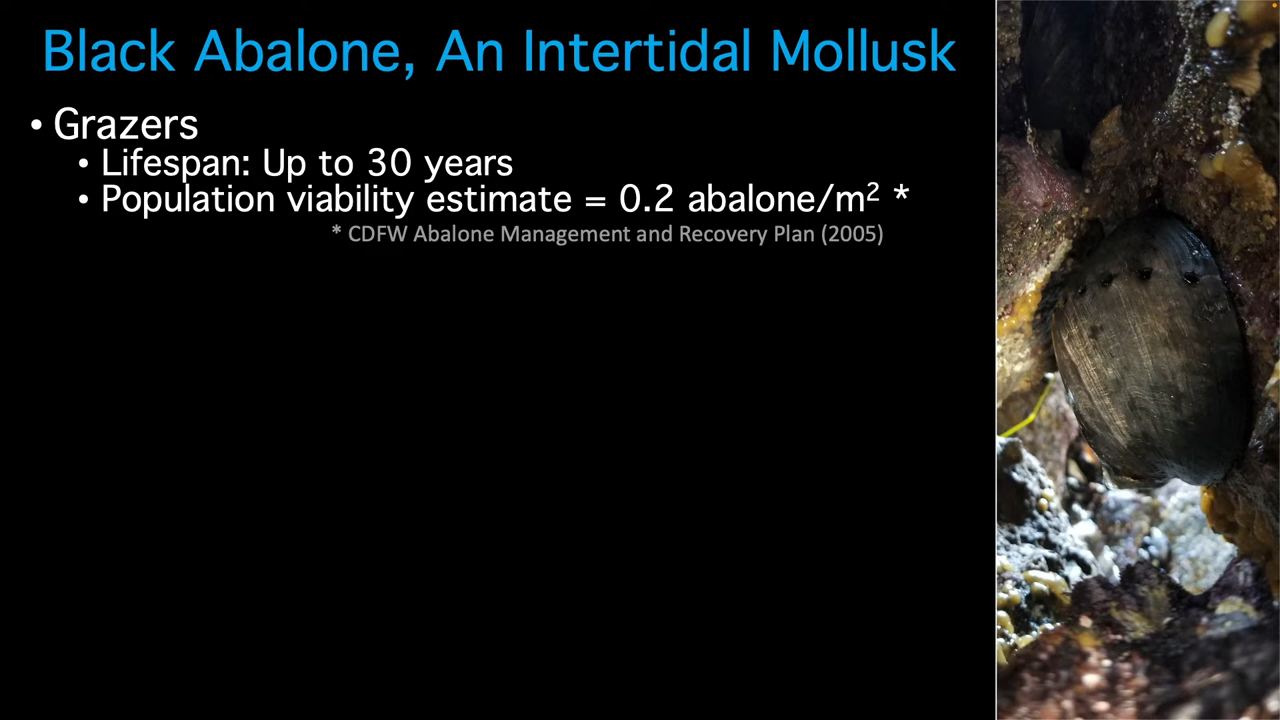 Black Abalone, An Intertidal Mollusk
• Grazers
• Lifespan: Up to 30 years
• Population viability estimate = 0.2 abalone/m² *
* CDFW Abalone Management and Recovery Plan (2005)